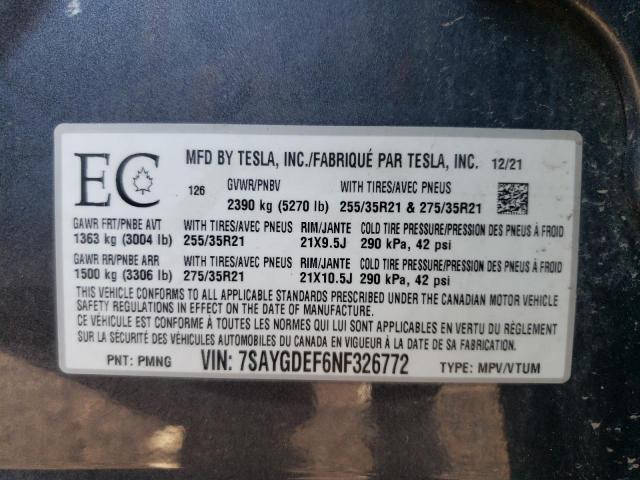 EC MFD BY TESLA, INC./FABRIQUÉ PAR TESLA, INC. 12/21
126 GVWR/PNBV WITH TIRES/AVEC PNEUS
2390 kg (5270 lb) 255/35R21 & 275/35R21
GAWR FRT/PNBE AVT WITH TIRES/AVEC PNEUS RIM/JANTE COLD TIRE PRESSURE/PRESSION DES PNEUS À FROID
1363 kg (3004 lb) 255/35R21 21X9.5J 290 kPa, 42 psi
GAWR RR/PNBE ARR WITH TIRES/AVEC PNEUS RIM/JANTE COLD TIRE PRESSURE/PRESSION DES PNEUS À FROID
1500 kg (3306 lb) 275/35R21 21X10.5J 290 kPa, 42 psi
THIS VEHICLE CONFORMS TO ALL APPLICABLE STANDARDS PRESCRIBED UNDER THE CANADIAN MOTOR VEHICLE
SAFETY REGULATIONS IN EFFECT ON THE DATE OF MANUFACTURE.
CE VÉHICULE EST CONFORME À TOUTES LES NORMES QUI LUI SONT APPLICABLES EN VERTU DU RÈGLEMENT
SUR LA SÉCURITÉ DES VÉHICULES AUTOMOBILES DU CANADA EN VIGUEUR À LA DATE DE SA FABRICATION.
PNT: PMNG VIN: 7SAYGDEF6NF326772 TYPE: MPV/VTUM